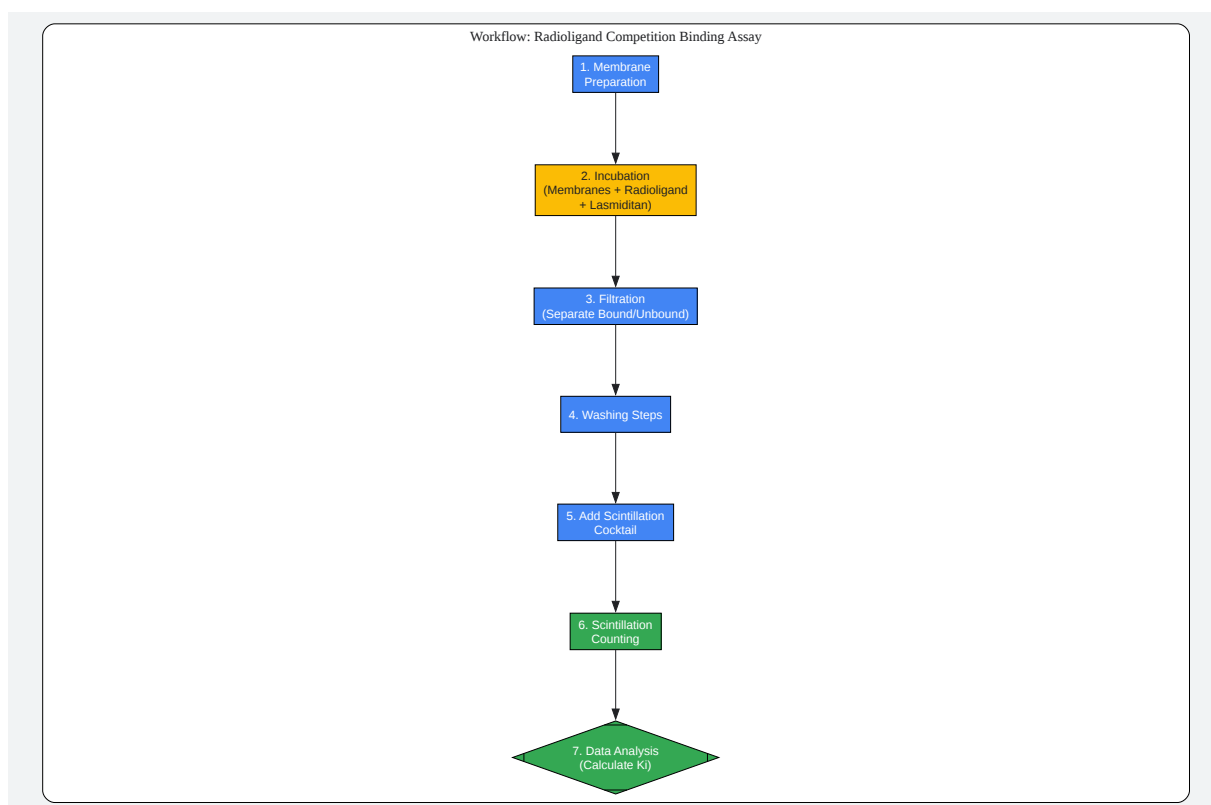 Workflow: Radioligand Competition Binding Assay
1. Membrane
Preparation
2. Incubation
(Membranes + Radioligand
+ Lasmiditan)
3. Filtration
(Separate Bound/Unbound)
4. Washing Steps
5. Add Scintillation
Cocktail
6. Scintillation
Counting
7. Data Analysis
(Calculate Ki)